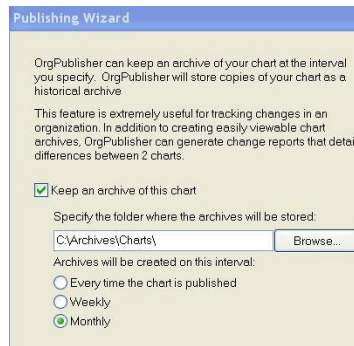 Publishing Wizard
OrgPublisher can keep an archive of your chart at the interval
you specify. OrgPublisher will store copies of your chart as a
historical archive
This feature is extremely useful for tracking changes in an
organization. In addition to creating easily viewable chart
archives, OrgPublisher can generate change reports that detai
differences between 2 charts.
Keep an archive of this chart
Specify the folder where the archives will be stored:
C:\Archives\Charts\
Browse...
Archives will be created on this interval:
Every time the chart is published
Weekly
Monthly